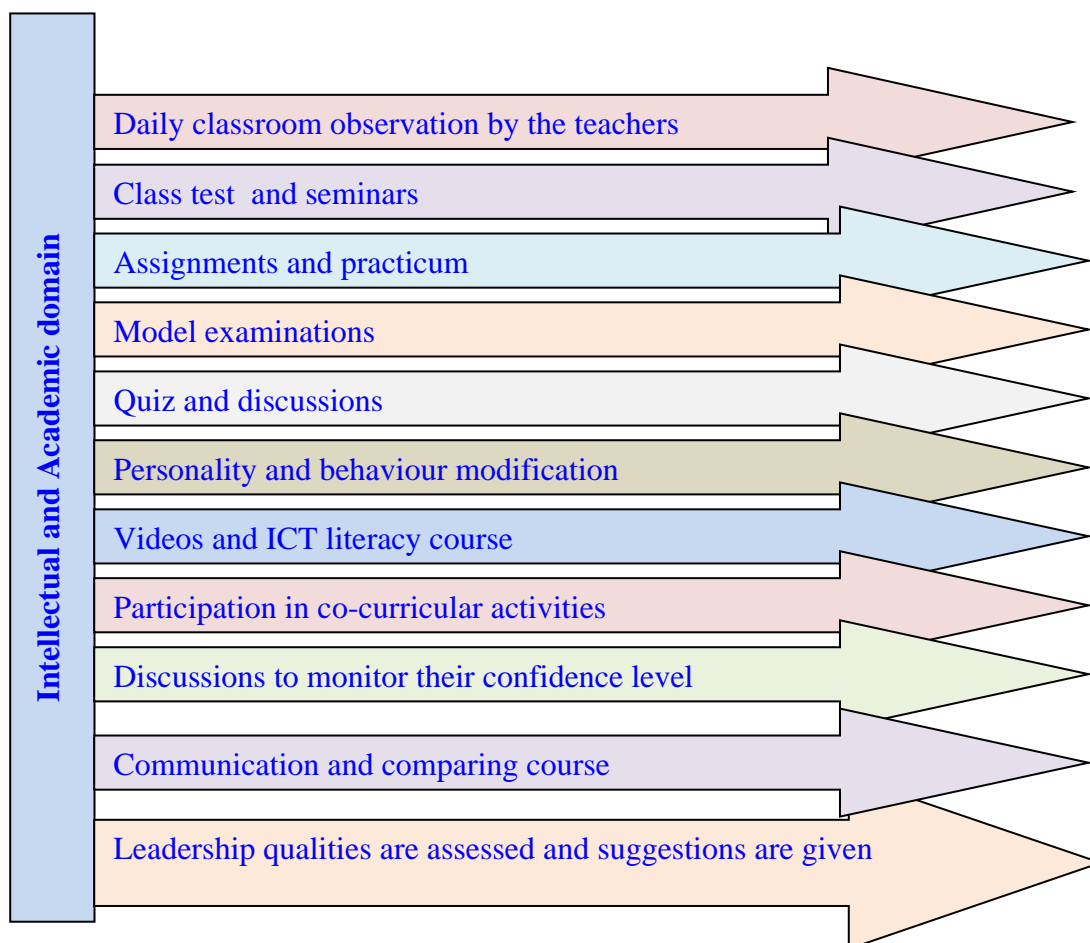 Intellectual and Academic domain
Daily classroom observation by the teachers
Class test  and seminars
Assignments and practicum
Model examinations
Quiz and discussions
Personality and behaviour modification
Videos and ICT literacy course
Participation in co-curricular activities
Discussions to monitor their confidence level
Communication and comparing course
Leadership qualities are assessed and suggestions are given